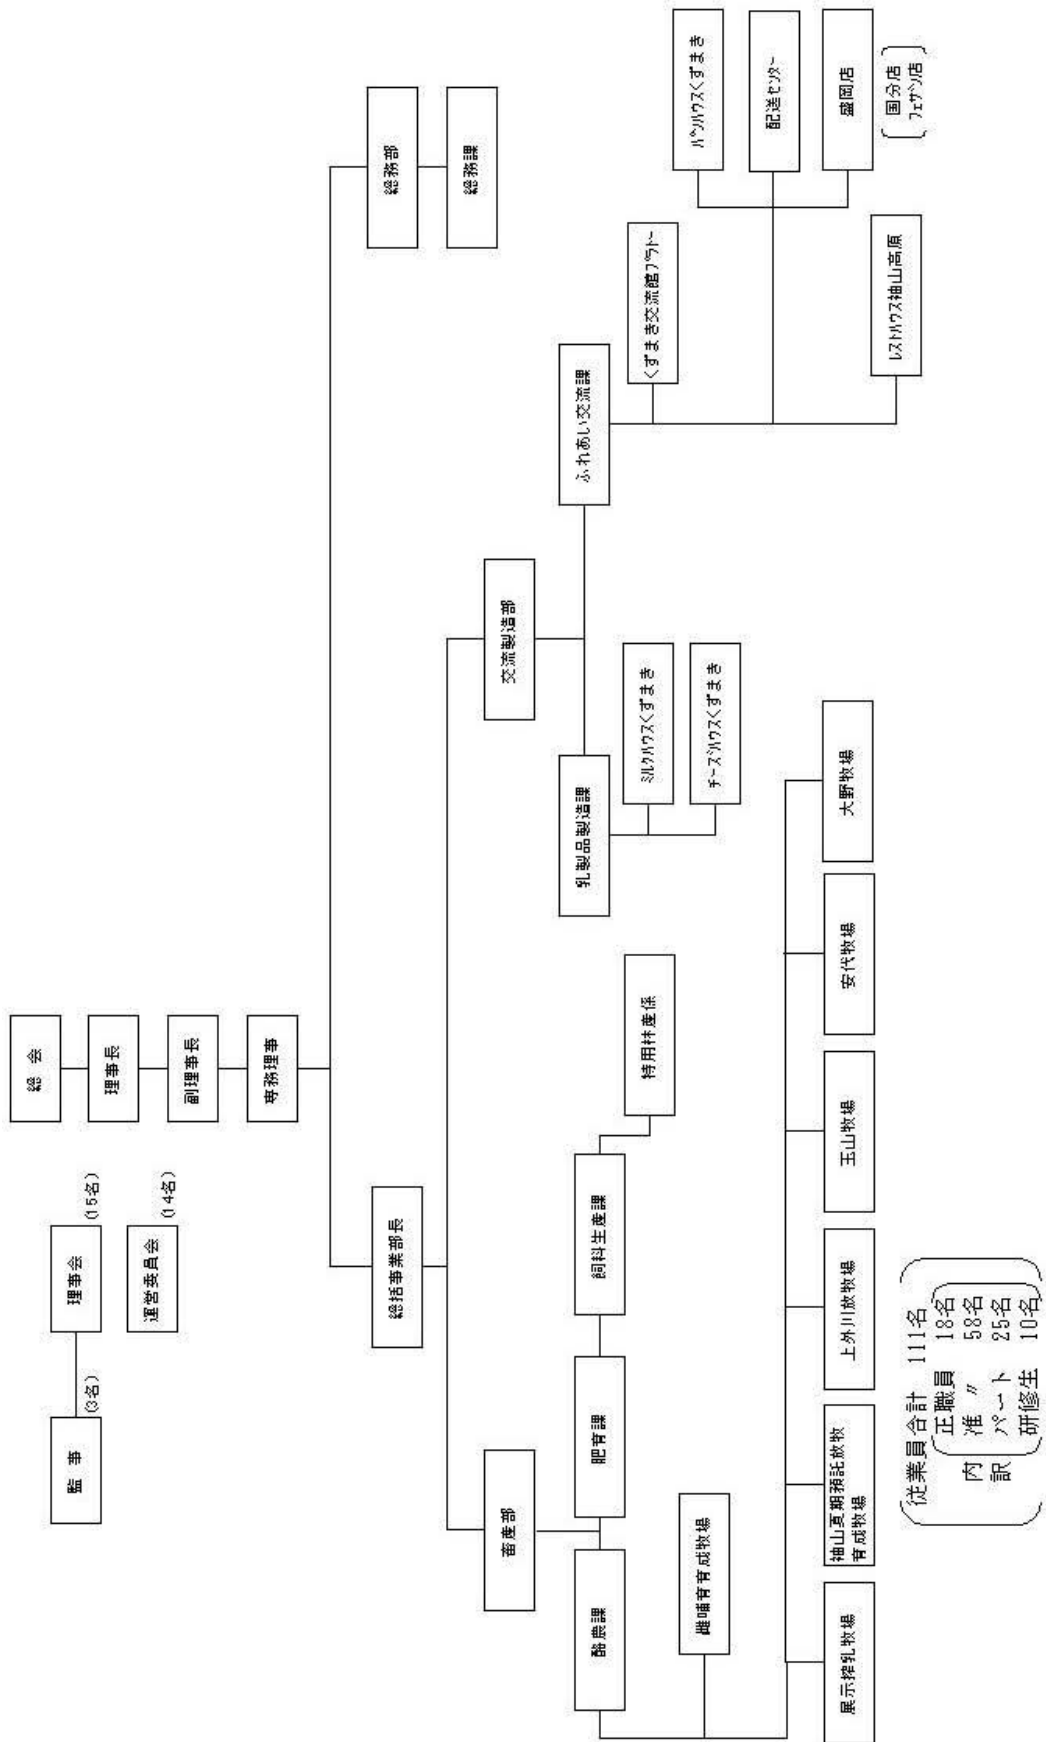 総 会
理事長
副理事長
専務理事
監 事
(3名)
理事会
(15名)
運営委員会
(14名)
総括事業部長
総務部
総務課
畜産部
交流製造部
酪農課
肥育課
飼料生産課
特用林産係
乳製品製造課
ふれあい交流課
ミルクハウスくずまき
チーズハウスくずまき
くずまき交流館プラトー
パンハウスくずまき
配送センター
盛岡店
国分店
フェザン店
レストハウス袖山高原
雌哺育育成牧場
展示搾乳牧場
袖山夏期預託放牧
育成牧場
上外川放牧場
玉山牧場
安代牧場
大野牧場
従業員合計 111名
内訳
正職員 18名
准 〃 58名
パート 25名
研修生 10名